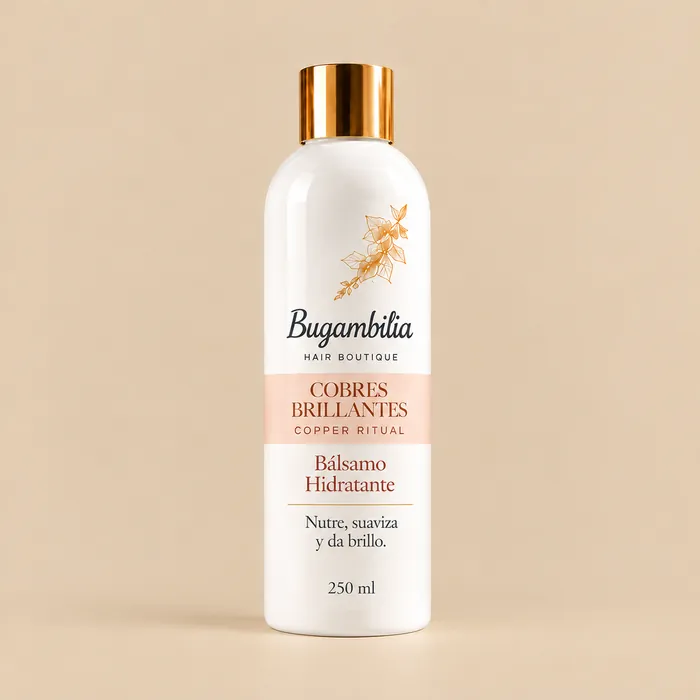 Bugambilia
HAIR BOUTIQUE
COBRES
BRILLANTES
COPPER RITUAL
Bálsamo
Hidratante
Nutre, suaviza
y da brillo.
250 ml